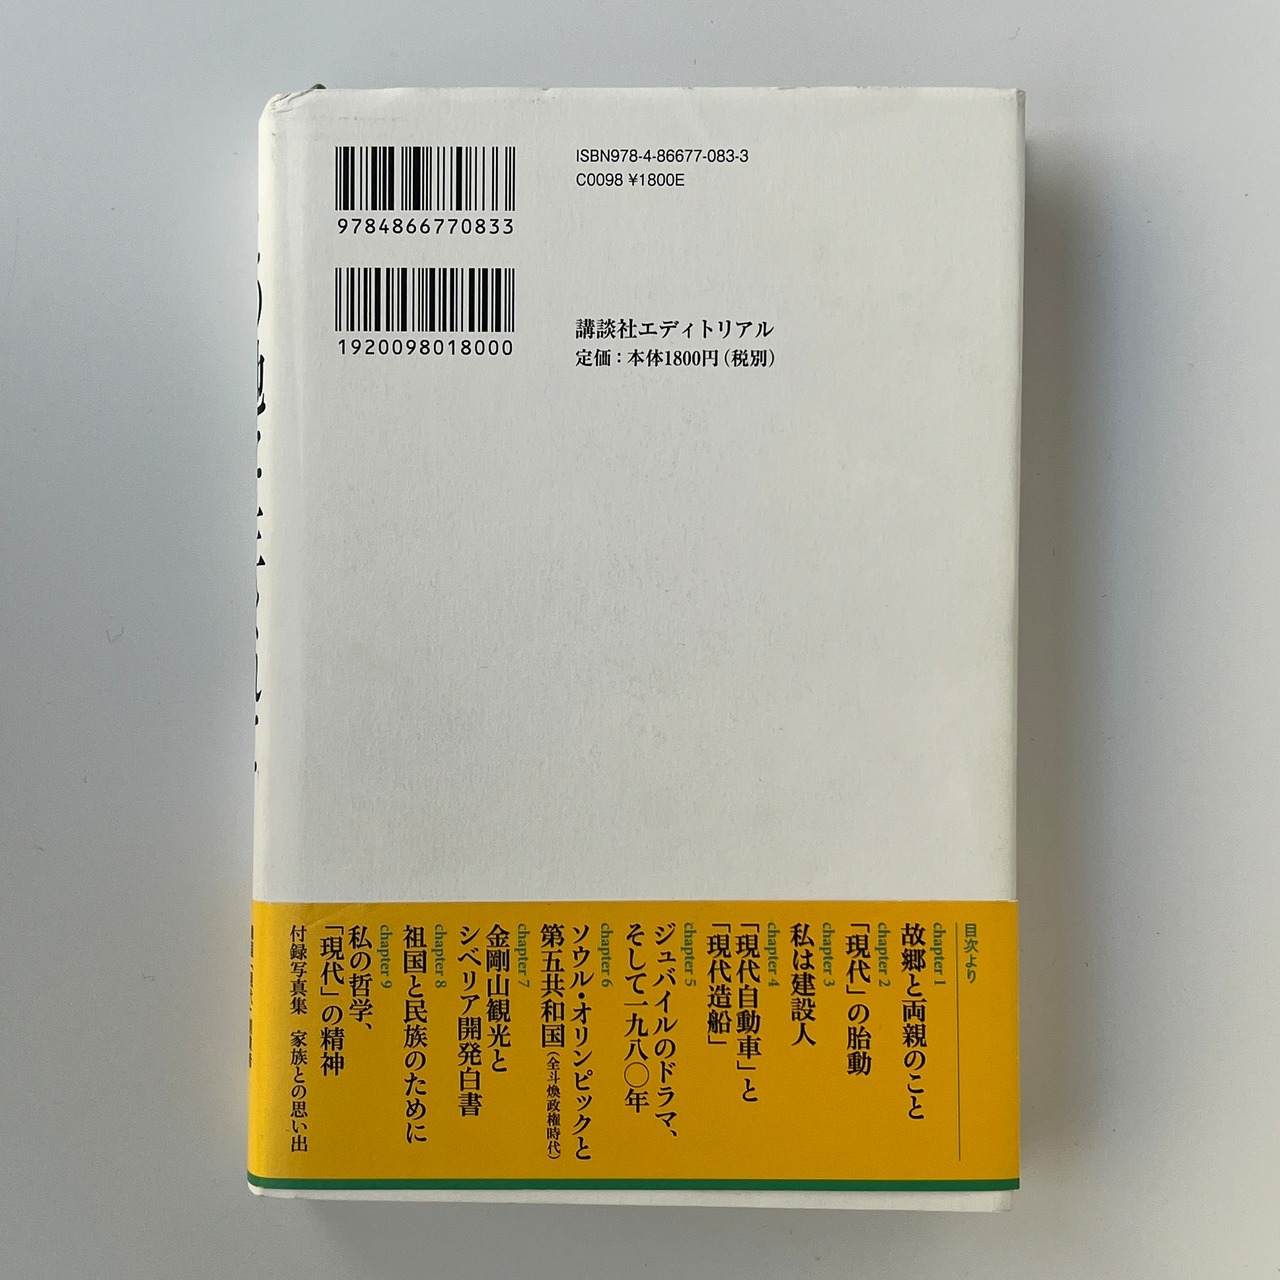 ISBN978-4-86677-083-3
C0098 ¥1800E
9784866770833
1920098018000
講談社エディトリアル
定価：本体1800円（税別）
目次より
chapter 1
故郷と両親のこと
chapter 2
「現代」の胎動
chapter 3
私は建設人
chapter 4
「現代自動車」と
「現代造船」
chapter 5
ジュバイルのドラマ、
そして一九八〇年
chapter 6
ソウル・オリンピックと
第五共和国（全斗煥政権時代）
chapter 7
金剛山観光と
シベリア開発白書
chapter 8
祖国と民族のために
chapter 9
私の哲学、
「現代」の精神
付録写真集 家族との思い出